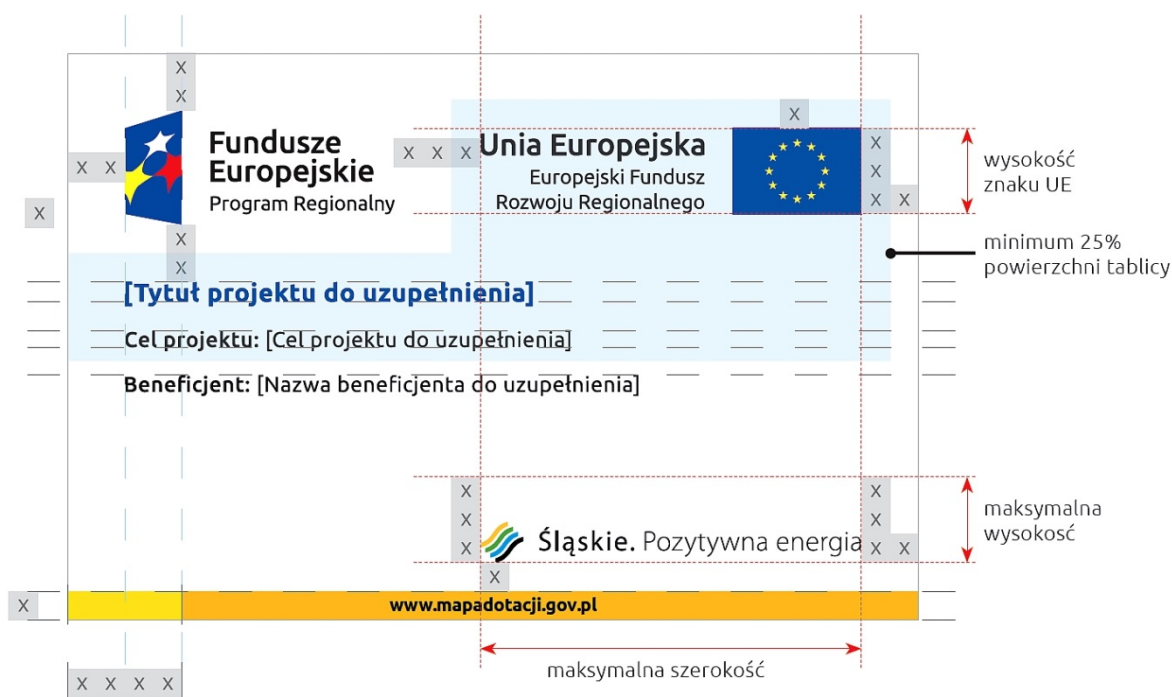 X
X
Fundusze
Europejskie
Program Regionalny
X X
X
X
X
X X X
Unia Europejska
Europejski Fundusz
Rozwoju Regionalnego
X
X
X
X X
wysokość
znaku UE
minimum 25%
powierzchni tablicy
[Tytuł projektu do uzupełnienia]
Cel projektu: [Cel projektu do uzupełnienia]
Beneficjent: [Nazwa beneficjenta do uzupełnienia]
X
X
X
Śląskie. Pozytywna energia
X
X
X
X X
maksymalna
wysokosć
X
www.mapadotacji.gov.pl
maksymalna szerokość
X X X X